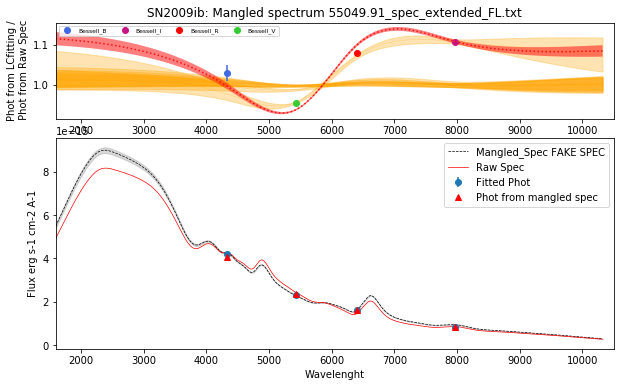 SN2009ib: Mangled spectrum 55049.91_spec_extended_FL.txt
Phot from LCfitting /
Phot from Raw Spec
Bessell_B
Bessell_I
Bessell_R
Bessell_V
1.1
1.0
2000 3000 4000 5000 6000 7000 8000 9000 10000
Flux erg s-1 cm-2 A-1
8
6
4
2
0
Mangled_Spec FAKE SPEC
Raw Spec
Fitted Phot
Phot from mangled spec
2000 3000 4000 5000 6000 7000 8000 9000 10000
Wavelenght